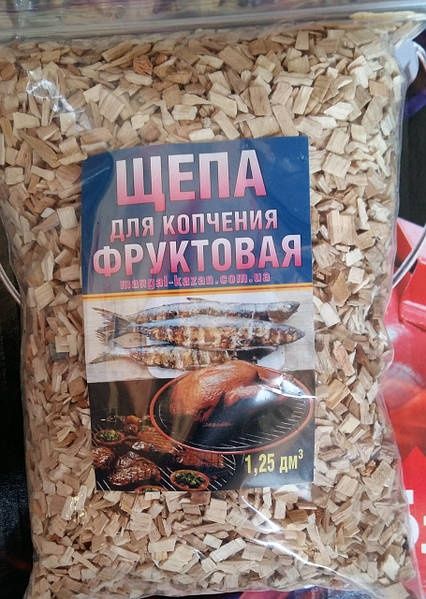 ЩЕПА
ДЛЯ КОПЧЕНИЯ
ФРУКТОВАЯ
mangal-kazan.com.ua
1,25 дм³